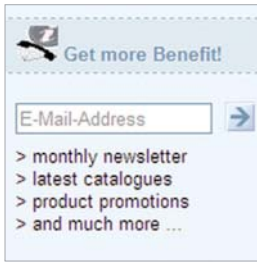 Get more Benefit!
E-Mail-Address
> monthly newsletter
> latest catalogues
> product promotions
> and much more ...